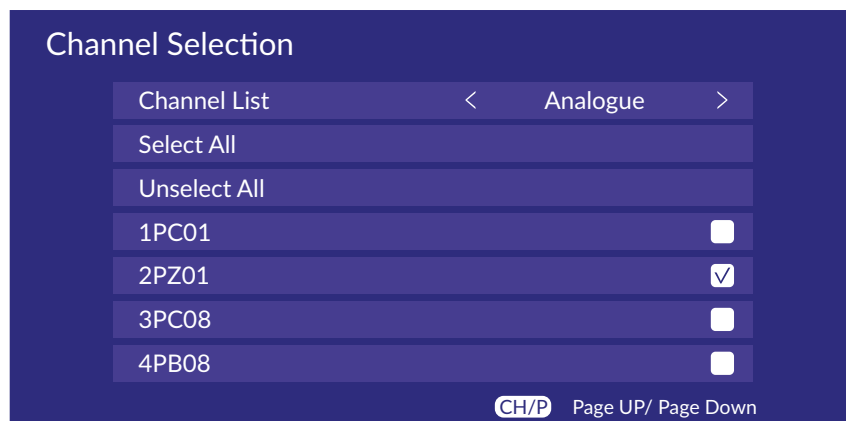 Channel Selection
Channel List < Analogue >
Select All
Unselect All
1PC01
2PZ01
3PC08
4PB08
CH/P Page UP/ Page Down